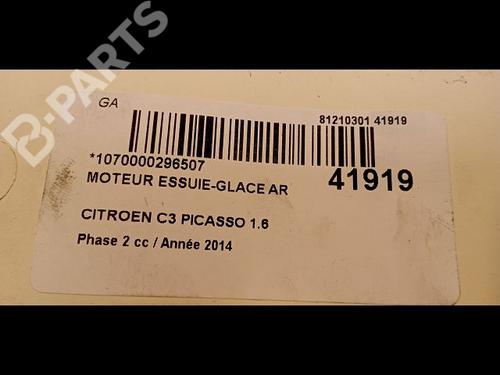 B-PARTS
GA
81210301 41919
*1070000296507
MOTEUR ESSUIE-GLACE AR
41919
CITROEN C3 PICASSO 1.6
Phase 2 cc / Année 2014